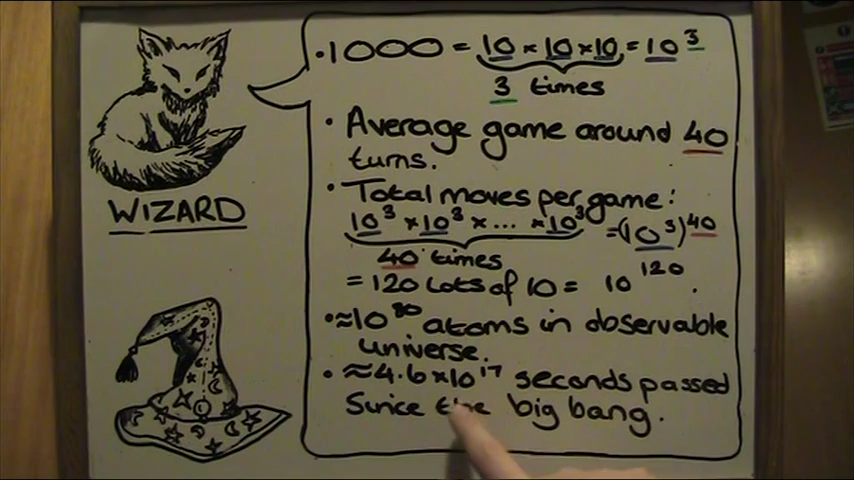 WIZARD
• 1000 = 10 × 10 × 10 = 10³
3 times
• Average game around 40
turns.
• Total moves per game:
10³ × 10³ × ... × 10³ = (10³)⁴⁰
40 times
= 120 lots of 10 = 10¹²⁰.
• ≈ 10⁸⁰ atoms in observable
universe.
• ≈ 4.6×10¹⁷ seconds passed
Since the big bang.